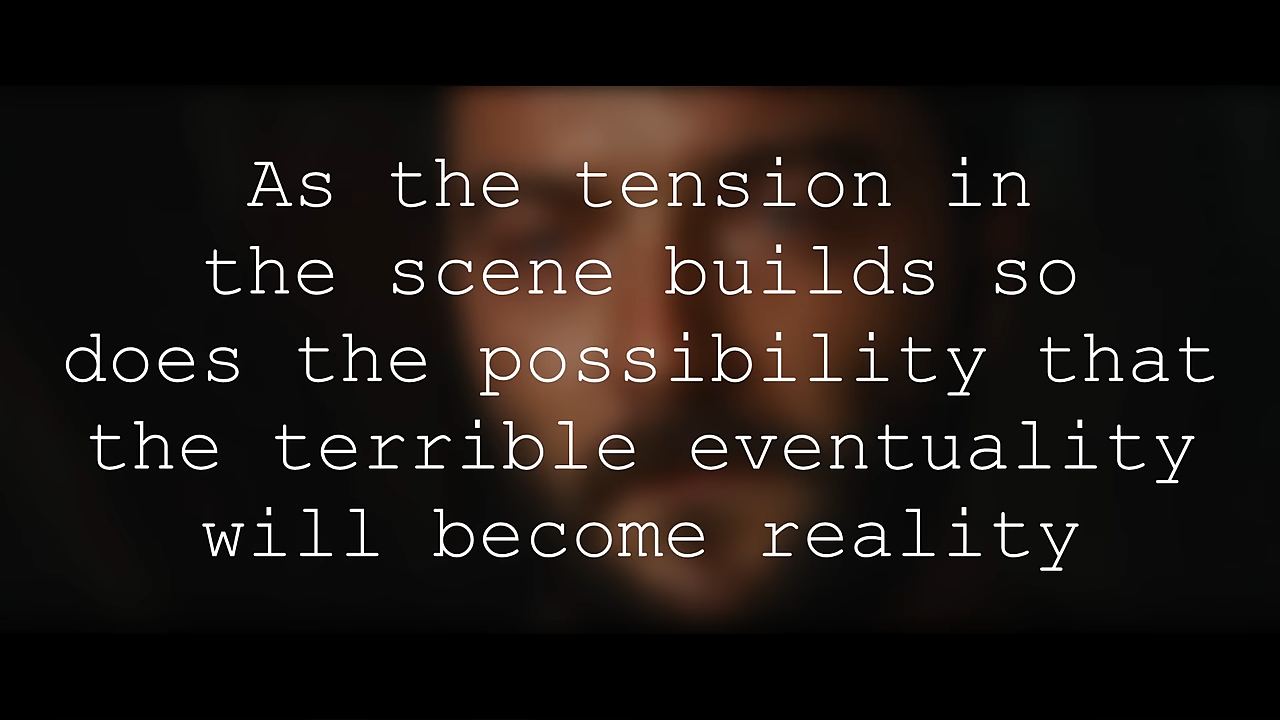 As the tension in
the scene builds so
does the possibility that
the terrible eventuality
will become reality